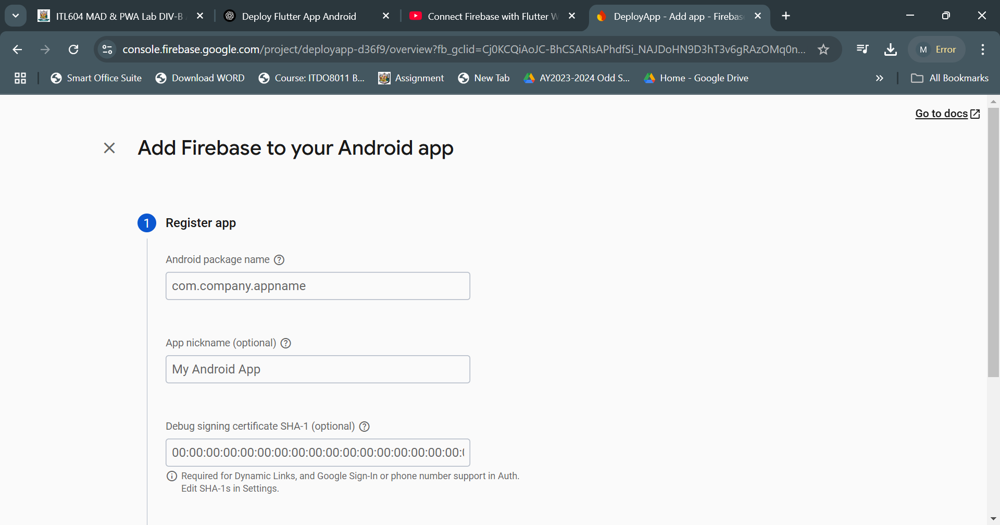 ITL604 MAD & PWA Lab DIV-B
Deploy Flutter App Android
Connect Firebase with Flutter W
DeployApp - Add app - Firebas
console.firebase.google.com/project/deployapp-d36f9/overview?fb_gclid=Cj0KCQiAoJC-BhCSARIsAPhdfSi_NAJDoHN9D3hT3v6gRAzOMq0n...
M Error
Smart Office Suite
Download WORD
Course: ITDO8011 B...
Assignment
New Tab
AY2023-2024 Odd S...
Home - Google Drive
All Bookmarks
Go to docs
Add Firebase to your Android app
1 Register app
Android package name
com.company.appname
App nickname (optional)
My Android App
Debug signing certificate SHA-1 (optional)
00:00:00:00:00:00:00:00:00:00:00:00:00:00:00:00:00:
Required for Dynamic Links, and Google Sign-In or phone number support in Auth.
Edit SHA-1s in Settings.